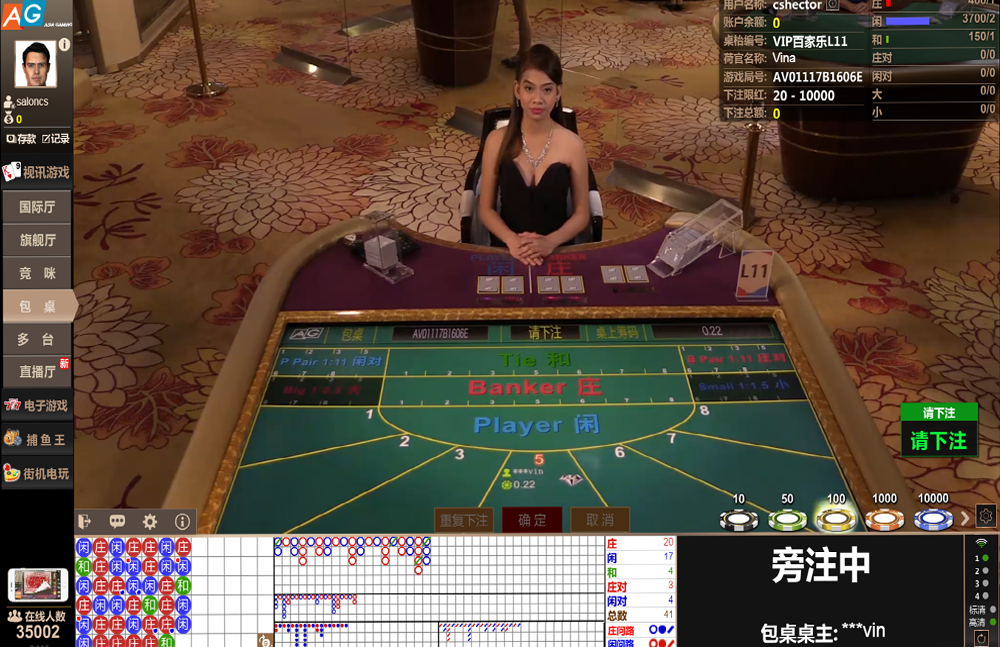 AG ASIA GAMING
saloncs
0
存款 记录
视讯游戏
国际厅
旗舰厅
竞 咪
包 桌
多 台
直播厅 新
电子游戏
捕鱼王
街机电玩
在线人数
35002
用户名称: cshector
账户余额: 0
桌枱编号: VIP百家乐L11
荷官名称: Vina
游戏局号: AV01117B1606E
下注限红: 20 - 10000
下注总额: 0
庄
闲 3700/2
和 150/1
庄对 0/0
闲对 0/0
大 0/0
小 0/0
闲 庄
L11
AG 包桌 AV01117B1606E 请下注 桌上筹码 0.22
P Pair 1:11 闲对
Tie 和
B Pair 1:11 庄对
Banker 庄
Small 1:1.5 小
Player 闲
1 2 3 5 6 7 8
***vin
0.22
请下注
请下注
10 50 100 1000 10000
重复下注 确定 取消
庄 20
闲 17
和 4
庄对 3
闲对 4
总数 41
庄问路
闲问路
旁注中
包桌桌主: ***vin
1
2
3
4
标清
高清